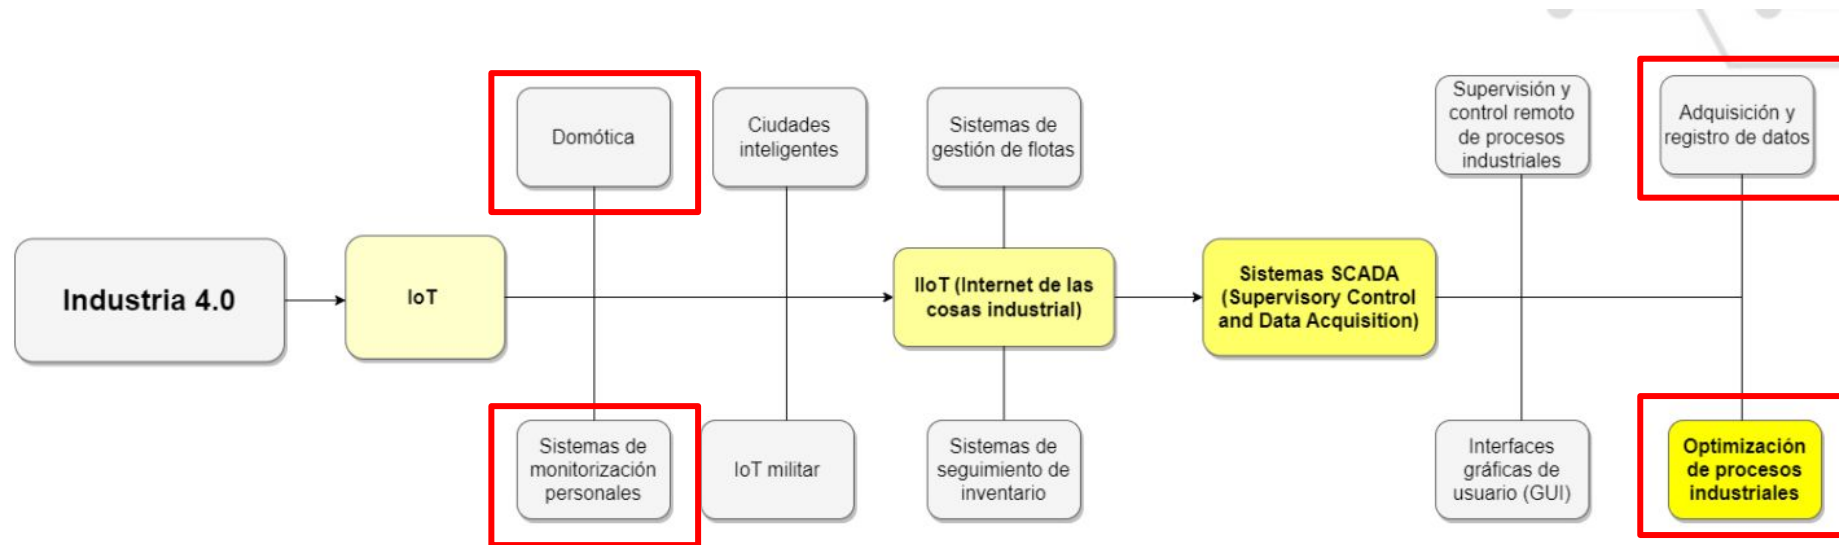 Domótica
Ciudades
inteligentes
Sistemas de
gestión de flotas
Supervisión y
control remoto
de procesos
industriales
Adquisición y
registro de datos
Industria 4.0
IoT
IIoT (Internet de las
cosas industrial)
Sistemas SCADA
(Supervisory Control
and Data Acquisition)
Sistemas de
monitorización
personales
IoT militar
Sistemas de
seguimiento de
inventario
Interfaces
gráficas de
usuario (GUI)
Optimización
de procesos
industriales